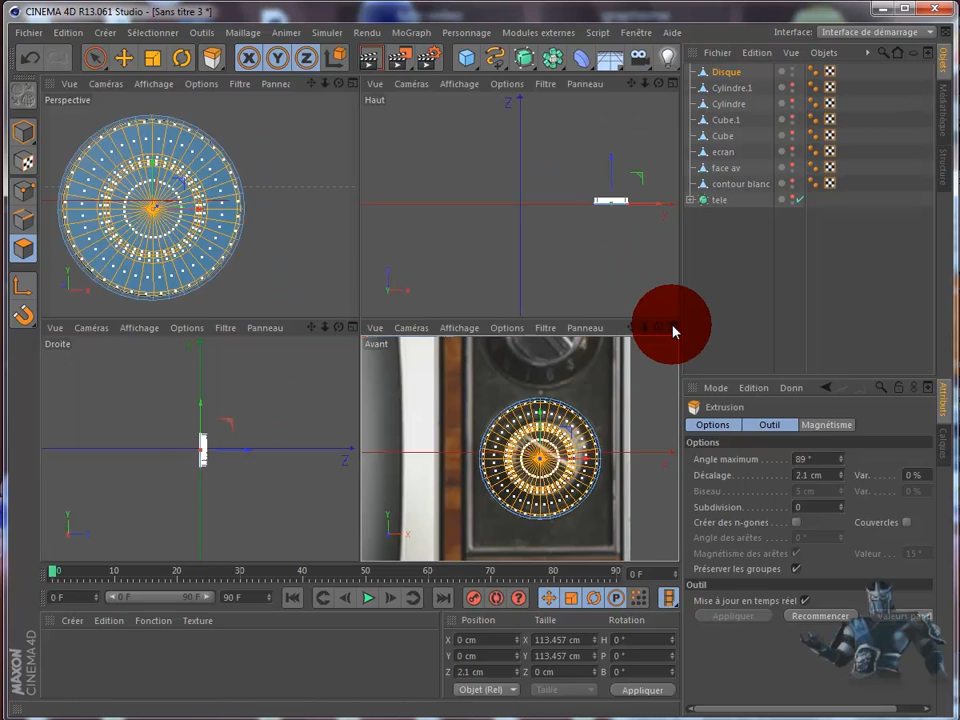 CINEMA 4D R13.061 Studio - [Sans titre 3 *]
Fichier Edition Créer Sélectionner Outils Maillage Animer Simuler Rendu MoGraph Personnage Modules externes Script Fenêtre Aide Interface: Interface de démarrage
X Y Z
Vue Caméras Affichage Options Filtre Pannea
Vue Caméras Affichage Options Filtre Panneau
Fichier Edition Vue Objets
Perspective
Haut
Disque
Cylindre.1
Cylindre
Cube.1
Cube
ecran
face av
contour blanc
tele
Z
X
Y
X
Z
X
Vue Caméras Affichage Options Filtre Panneau
Vue Caméras Affichage Options Filtre Panneau
Droite
Avant
Z
Y
Z
Y
X
Objets
Médiathèque
Structure
Mode Edition Donn
Extrusion
Options Outil Magnétisme
Options
Angle maximum 89 °
Décalage 2.1 cm Var. 0 %
Biseau 5 cm Var. 0 %
Subdivision 0
Créer des n-gones Couvercles
Angle des arêtes 0 °
Magnétisme des arêtes Valeur 15 °
Préserver les groupes
Outil
Mise à jour en temps réel
Appliquer Recommencer
Attributs
Calques
0 10 20 30 40 50 60 70 80 90 0 F
0 F 0 F 90 F 90 F
P
Créer Edition Fonction Texture
Position Taille Rotation
X 0 cm X 113.457 cm H 0 °
Y 0 cm Y 113.457 cm P 0 °
Z 2.1 cm Z 0 cm B 0 °
Objet (Rel) Taille Appliquer
MAXON
CINEMA 4D